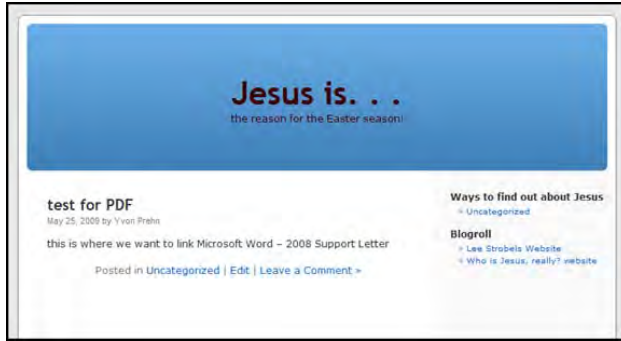 Jesus is. . .
the reason for the Easter season!
test for PDF
May 25, 2009 by Yvon Prehn
this is where we want to link Microsoft Word – 2008 Support Letter
Posted in Uncategorized | Edit | Leave a Comment »
Ways to find out about Jesus
» Uncategorized
Blogroll
» Lee Strobels Website
» Who is Jesus, really? website